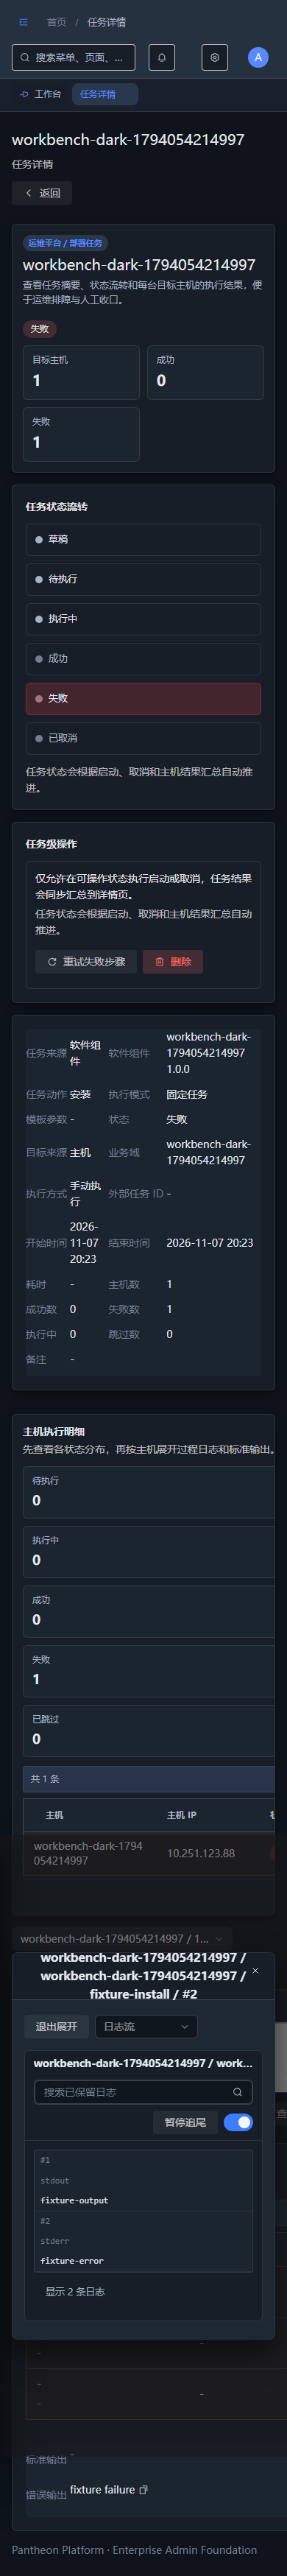 首页 / 任务详情
搜索菜单、页面、...
A
工作台
任务详情
workbench-dark-1794054214997
任务详情
返回
运维平台 / 部署任务
workbench-dark-1794054214997
查看任务摘要、状态流转和每台目标主机的执行结果，便
于运维排障与人工收口。
失败
目标主机
1
成功
0
失败
1
任务状态流转
草稿
待执行
执行中
成功
失败
已取消
任务状态会根据启动、取消和主机结果汇总自动推
进。
任务级操作
仅允许在可操作状态执行启动或取消，任务结果
会同步汇总到详情页。
任务状态会根据启动、取消和主机结果汇总自动
推进。
重试失败步骤
删除
任务来源 软件组件 软件组件 workbench-dark-1794054214997 1.0.0
任务动作 安装 执行模式 固定任务
模板参数 - 状态 失败
目标来源 主机 业务域 workbench-dark-1794054214997
执行方式 手动执行 外部任务 ID -
开始时间 2026-11-07 20:23 结束时间 2026-11-07 20:23
耗时 - 主机数 1
成功数 0 失败数 1
执行中 0 跳过数 0
备注 -
主机执行明细
先查看各状态分布，再按主机展开过程日志和标准输出。
待执行
0
执行中
0
成功
0
失败
1
已跳过
0
共 1 条
主机 主机 IP
workbench-dark-1794
054214997
10.251.123.88
workbench-dark-1794054214997 / 1...
workbench-dark-1794054214997 /
workbench-dark-1794054214997 /
fixture-install / #2
退出展开
日志流
workbench-dark-1794054214997 / work...
搜索已保留日志
暂停追尾
#1
stdout
fixture-output
#2
stderr
fixture-error
显示 2 条日志
-
-
-
-
-
标准输出 -
错误输出 fixture failure
Pantheon Platform · Enterprise Admin Foundation